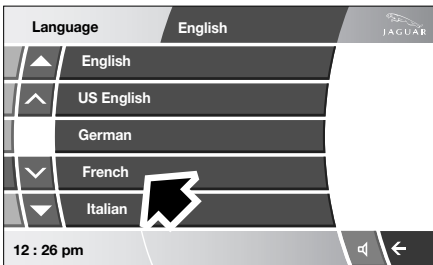 Language English
JAGUAR
English
US English
German
French
Italian
12 : 26 pm